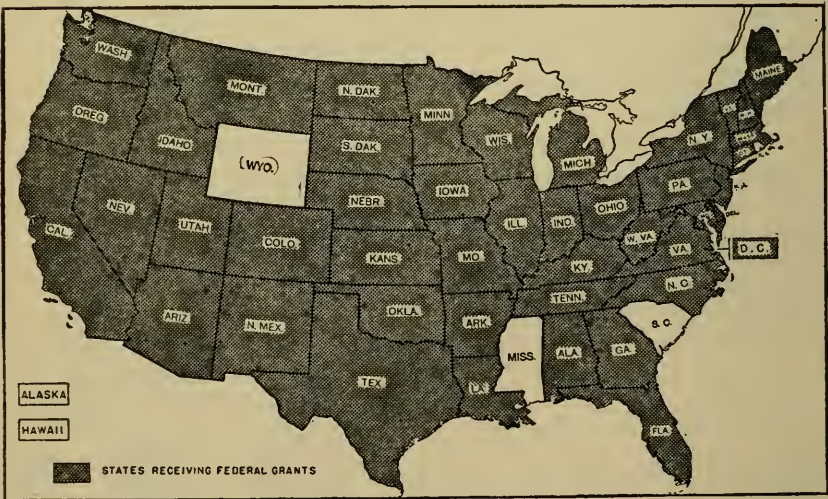 WASH.
MONT.
N. DAK.
MINN
MAINE
OREG.
IDAHO
(WYO.)
S. DAK.
WIS.
MICH
N. Y.
NEV.
UTAH
COLO.
NEBR.
IOWA
ILL.
IND.
OHIO
PA.
DEL.
CAL.
KANS.
MO.
KY.
W. VA.
VA.
D. C.
ARIZ
N. MEX.
OKLA.
ARK.
TENN.
N. C.
S. C.
TEX
LA.
MISS.
ALA.
GA.
FLA.
ALASKA
HAWAII
STATES RECEIVING FEDERAL GRANTS